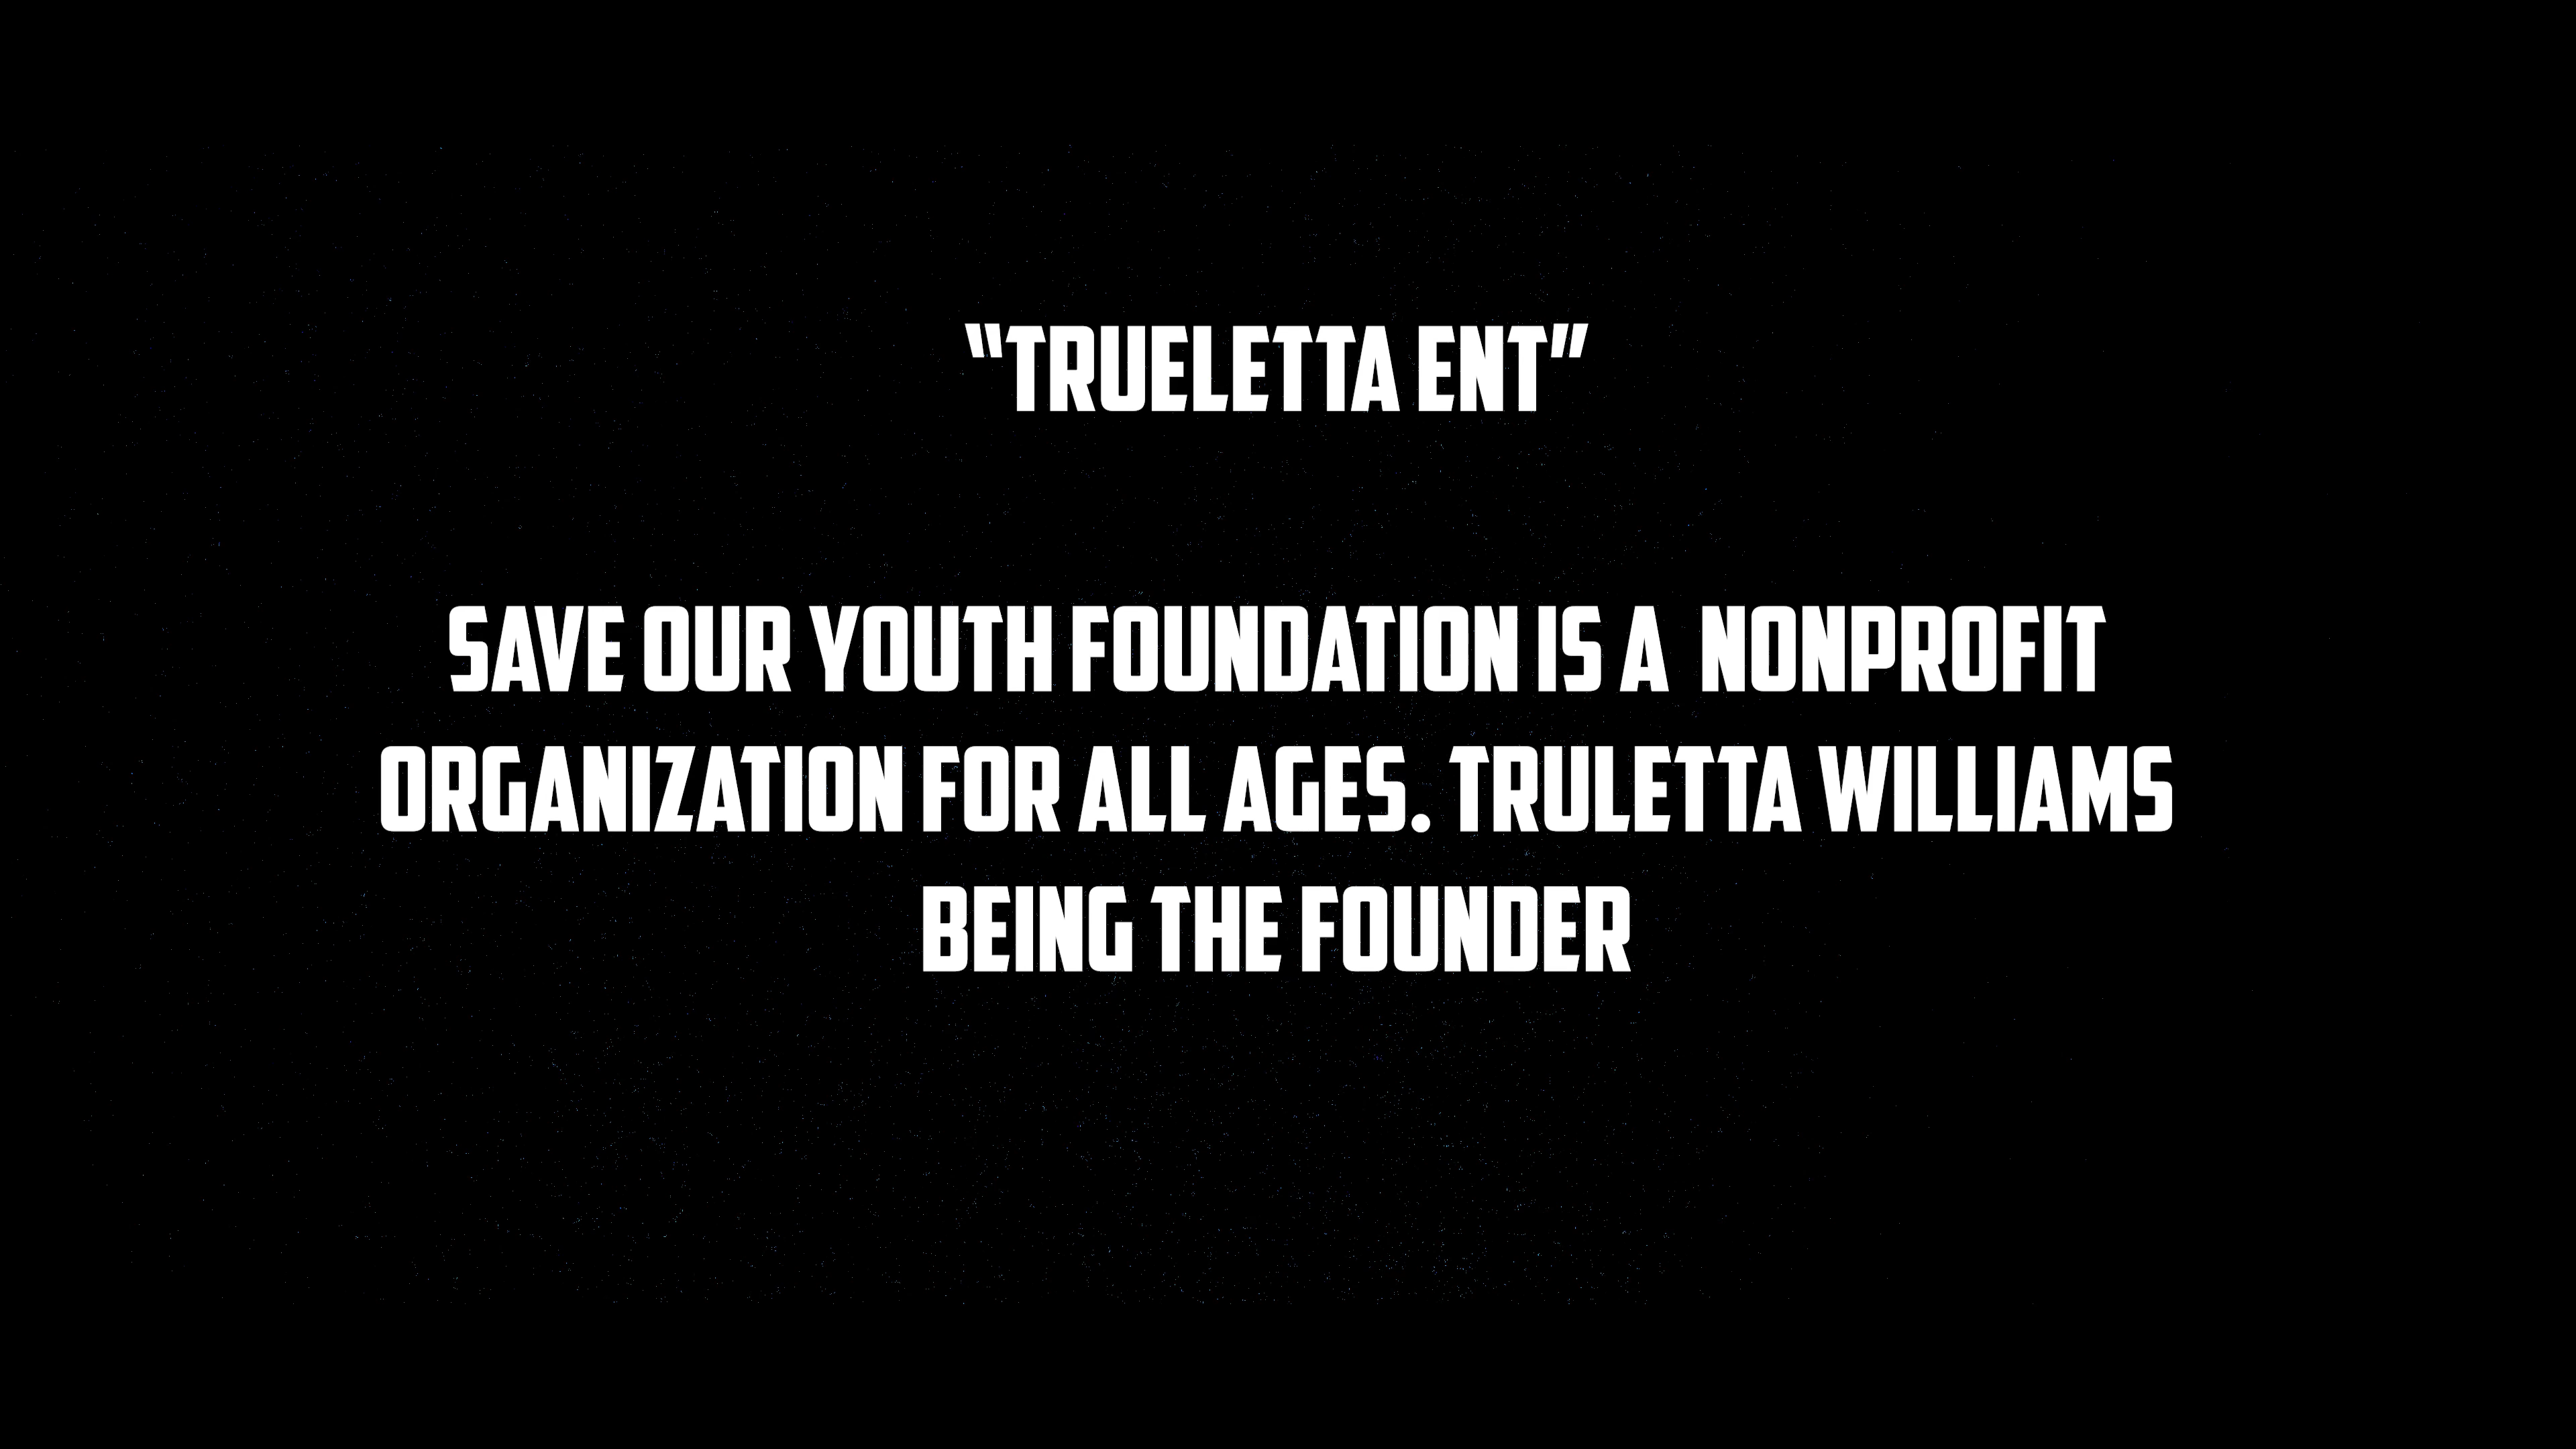 “TRUELETTA ENT”
SAVE OUR YOUTH FOUNDATION IS A NONPROFIT
ORGANIZATION FOR ALL AGES. TRULETTA WILLIAMS
BEING THE FOUNDER